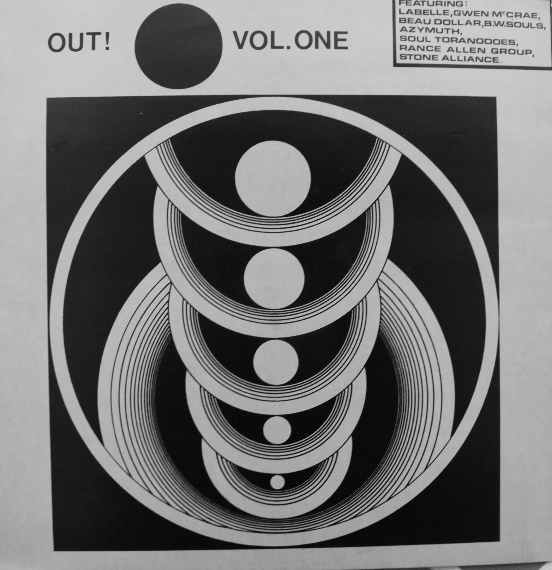 OUT! VOL.ONE
FEATURING:
LABELLE,GWEN McCRAE,
BEAU DOLLAR,B.W.SOULS,
AZYMUTH,
SOUL TORANODOES,
RANCE ALLEN GROUP,
STONE ALLIANCE.